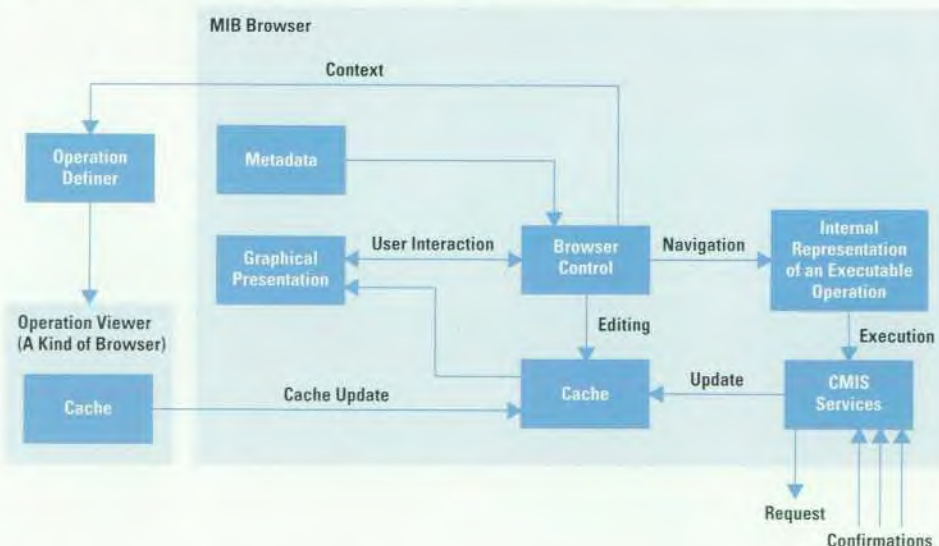 MIB Browser
Context
Operation
Definer
Metadata
Graphical
Presentation
User Interaction
Browser
Control
Navigation
Internal
Representation
of an Executable
Operation
Editing
Execution
Operation Viewer
(A Kind of Browser)
Cache
Cache Update
Cache
Update
CMIS
Services
Request
Confirmations